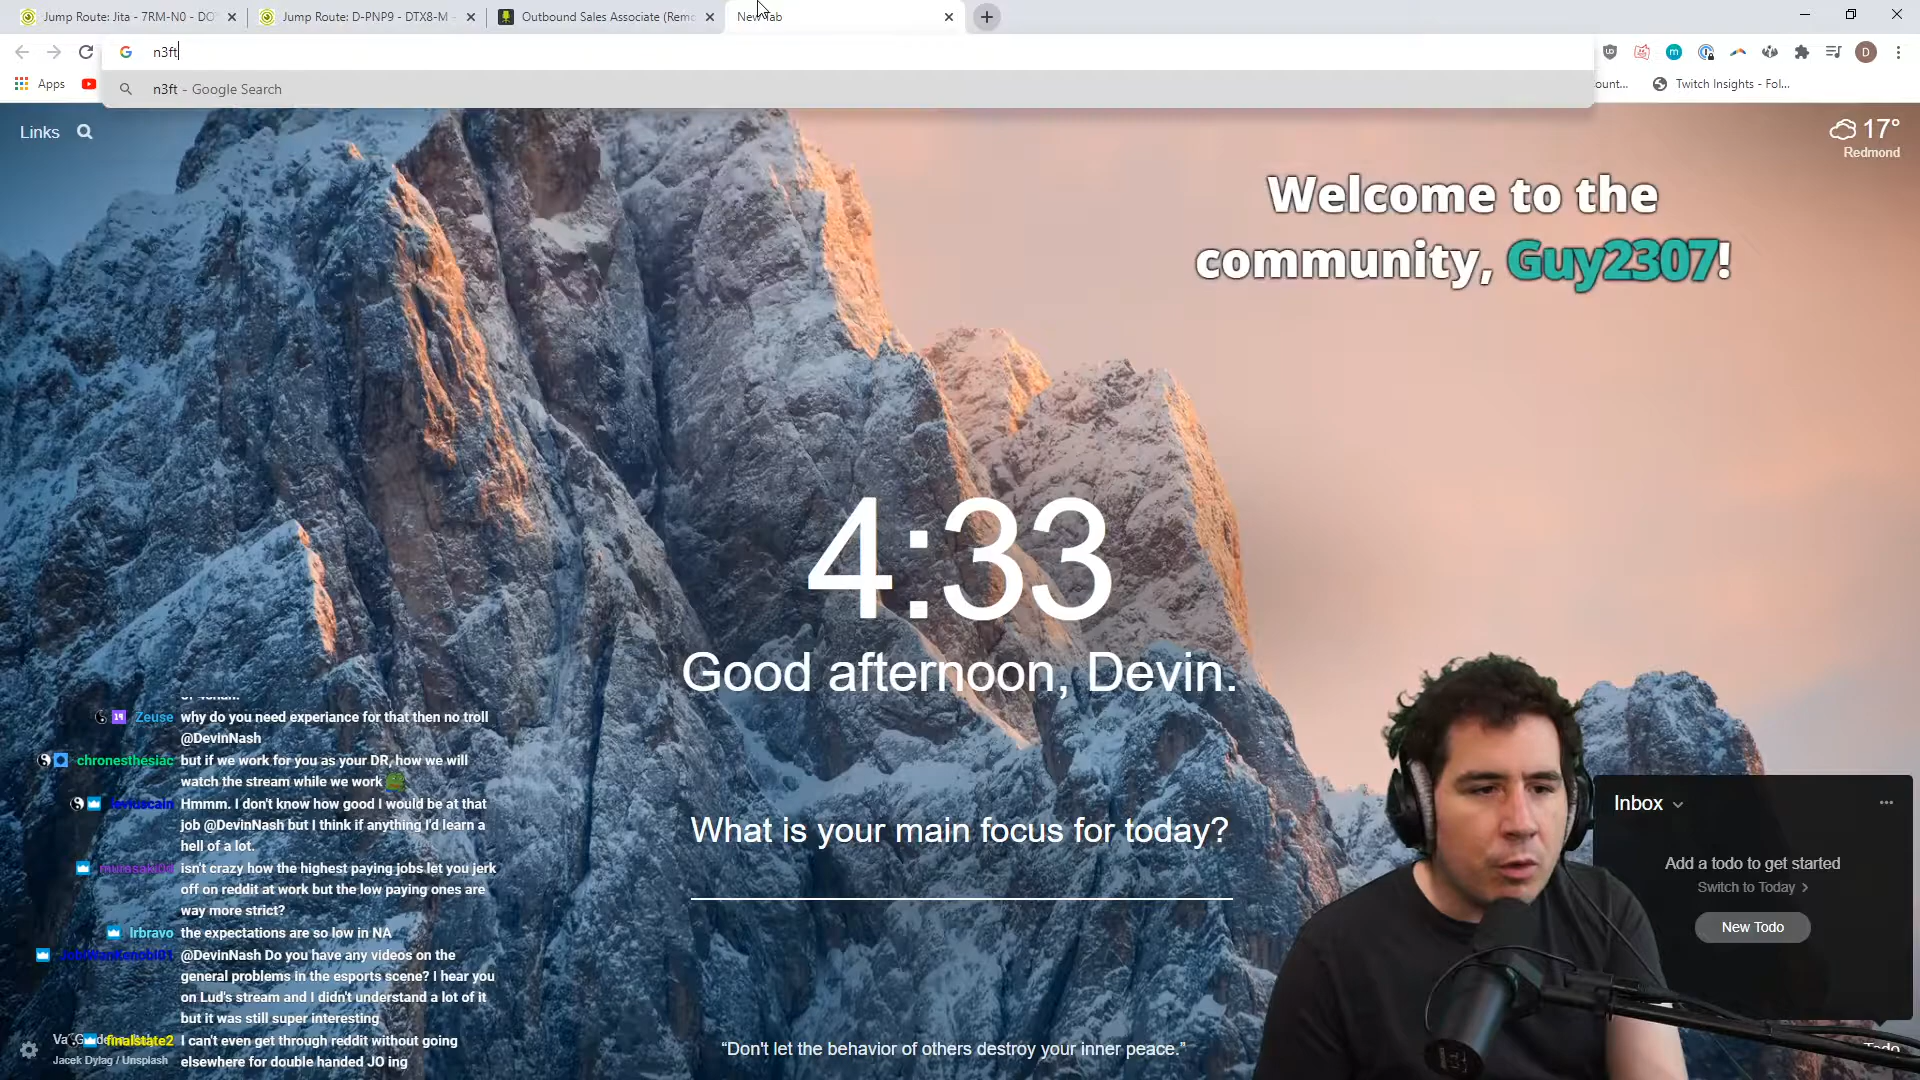 Jump Route: Jita - 7RM-N0 - DO
Jump Route: D-PNP9 - DTX8-M -
Outbound Sales Associate (Remo
New Tab
n3ft
Apps
n3ft - Google Search
ount...
Twitch Insights - Fol...
D
Links
17°
Redmond
Welcome to the
community, Guy2307!
4:33
Good afternoon, Devin.
What is your main focus for today?
Zeuse why do you need experiance for that then no troll
@DevinNash
chronesthesiac but if we work for you as your DR, how we will
watch the stream while we work
Hmmm. I don't know how good I would be at that
job @DevinNash but I think if anything I'd learn a
hell of a lot.
isn't crazy how the highest paying jobs let you jerk
off on reddit at work but the low paying ones are
way more strict?
lrbravo the expectations are so low in NA
@DevinNash Do you have any videos on the
general problems in the esports scene? I hear you
on Lud's stream and I didn't understand a lot of it
but it was still super interesting
finalstate2 I can't even get through reddit without going
elsewhere for double handed JO ing
Jacek Dylag / Unsplash
"Don't let the behavior of others destroy your inner peace."
Inbox
Add a todo to get started
Switch to Today
New Todo
Todo